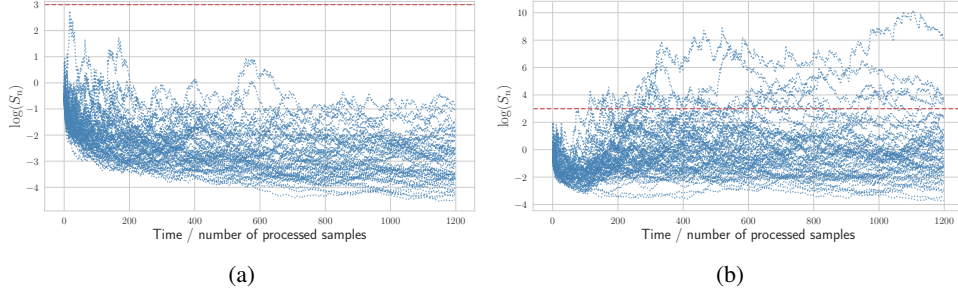 3
2
1
0
−1
−2
−3
−4
log(Sₙ)
0 200 400 600 800 1000 1200
Time / number of processed samples
(a)
10
8
6
4
2
0
−2
−4
log(Sₙ)
0 200 400 600 800 1000 1200
Time / number of processed samples
(b)